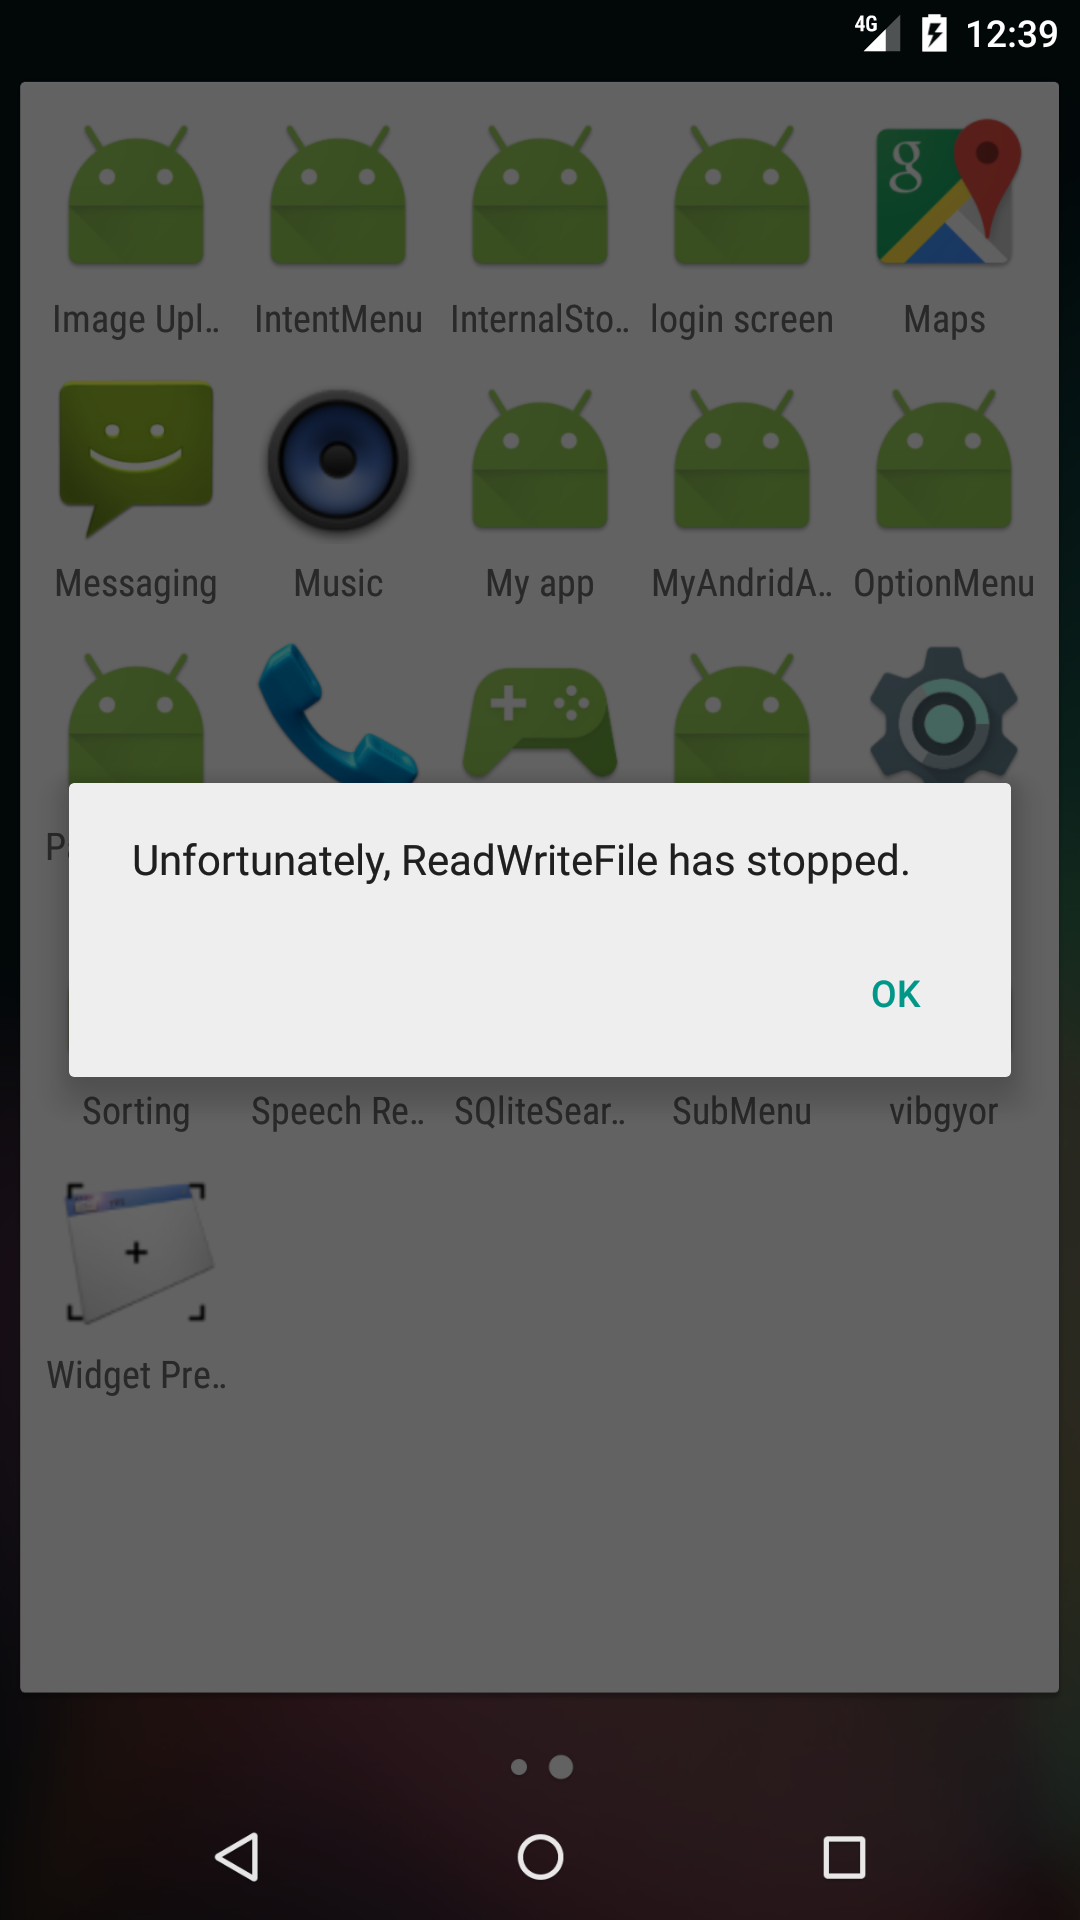 4G 12:39
Image Upl.. IntentMenu InternalSto.. login screen Maps
Messaging Music My app MyAndridA.. OptionMenu
Unfortunately, ReadWriteFile has stopped.
OK
Sorting Speech Re.. SQliteSear.. SubMenu vibgyor
Widget Pre..